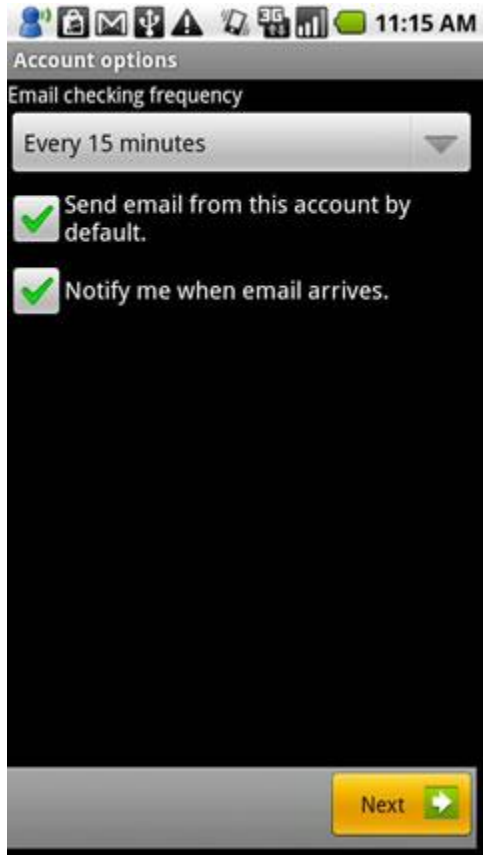 3G 11:15 AM
Account options
Email checking frequency
Every 15 minutes
Send email from this account by
default.
Notify me when email arrives.
Next